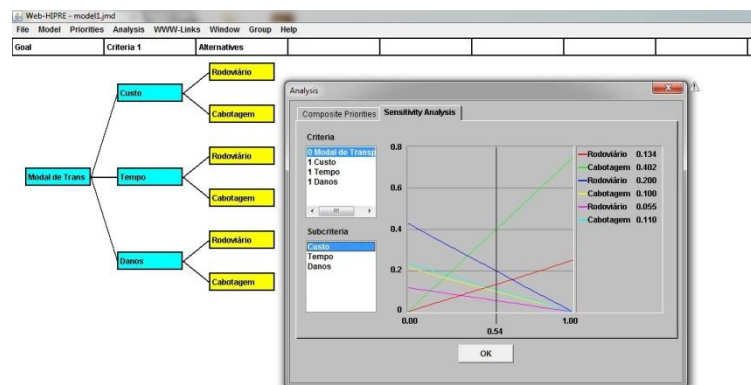 Web-HIPRE - model1.jmd
File Model Priorities Analysis WWW-Links Window Group Help
Goal Criteria 1 Alternatives
Rodoviário
Custo
Cabotagem
Rodoviário
Modal de Trans Tempo
Cabotagem
Rodoviário
Danos
Cabotagem
Analysis
Composite Priorities Sensitivity Analysis
Criteria
0 Modal de Transp
1 Custo
1 Tempo
1 Danos
Subcriteria
Custo
Tempo
Danos
0.8
0.6
0.4
0.2
0
0.00 1.00
0.54
Rodoviário 0.134
Cabotagem 0.402
Rodoviário 0.200
Cabotagem 0.100
Rodoviário 0.055
Cabotagem 0.110
OK